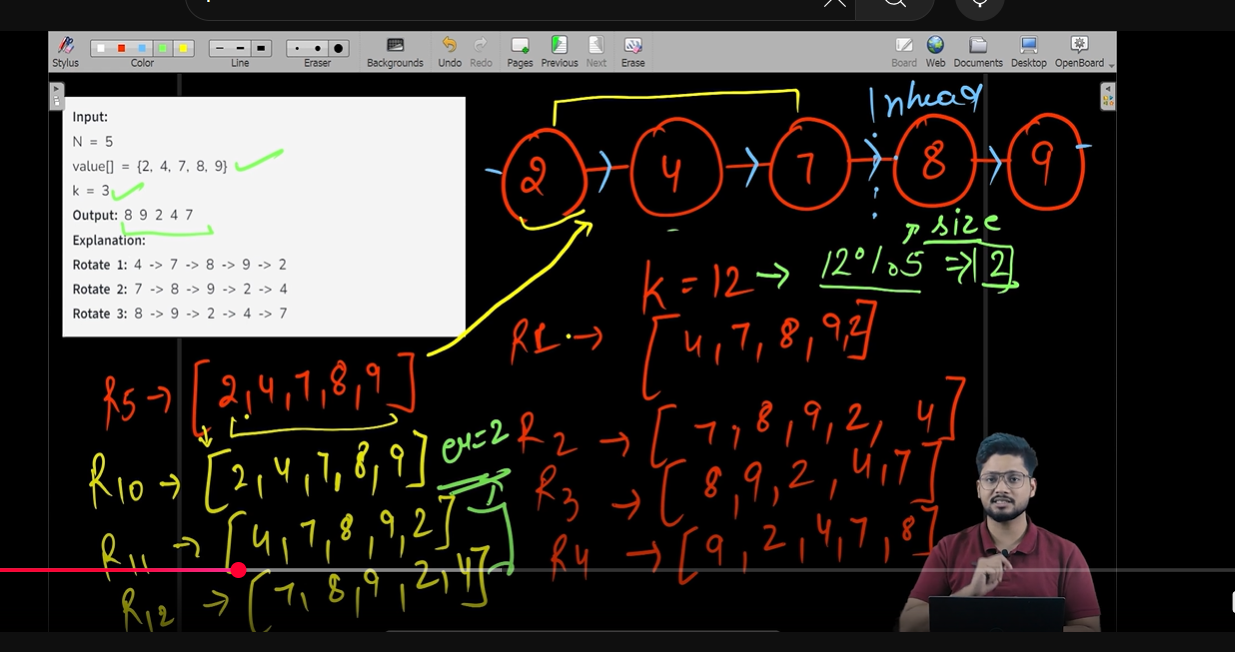 Stylus Color Line Eraser Backgrounds Undo Redo Pages Previous Next Erase Board Web Documents Desktop OpenBoard
Input:
N = 5
value[] = {2, 4, 7, 8, 9}
k = 3
Output: 8 9 2 4 7
Explanation:
Rotate 1: 4 -> 7 -> 8 -> 9 -> 2
Rotate 2: 7 -> 8 -> 9 -> 2 -> 4
Rotate 3: 8 -> 9 -> 2 -> 4 -> 7
nhead
2 4 7 8 9
size
k = 12 → 12%5 => 2
R1 → [4, 7, 8, 9, 2]
R2 → [7, 8, 9, 2, 4]
R3 → [8, 9, 2, 4, 7]
R4 → [9, 2, 4, 7, 8]
R5 → [2, 4, 7, 8, 9]
R10 → [2, 4, 7, 8, 9]
R11 → [4, 7, 8, 9, 2]
R12 → [7, 8, 9, 2, 4]